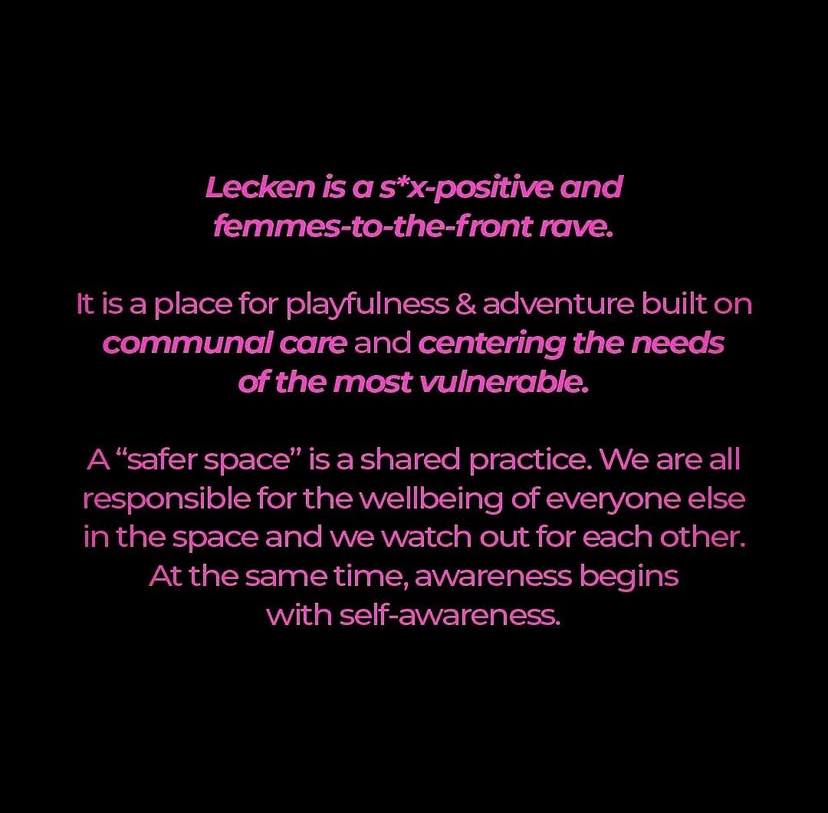 Lecken is a s*x-positive and
femmes-to-the-front rave.
It is a place for playfulness & adventure built on
communal care and centering the needs
of the most vulnerable.
A “safer space” is a shared practice. We are all
responsible for the wellbeing of everyone else
in the space and we watch out for each other.
At the same time, awareness begins
with self-awareness.